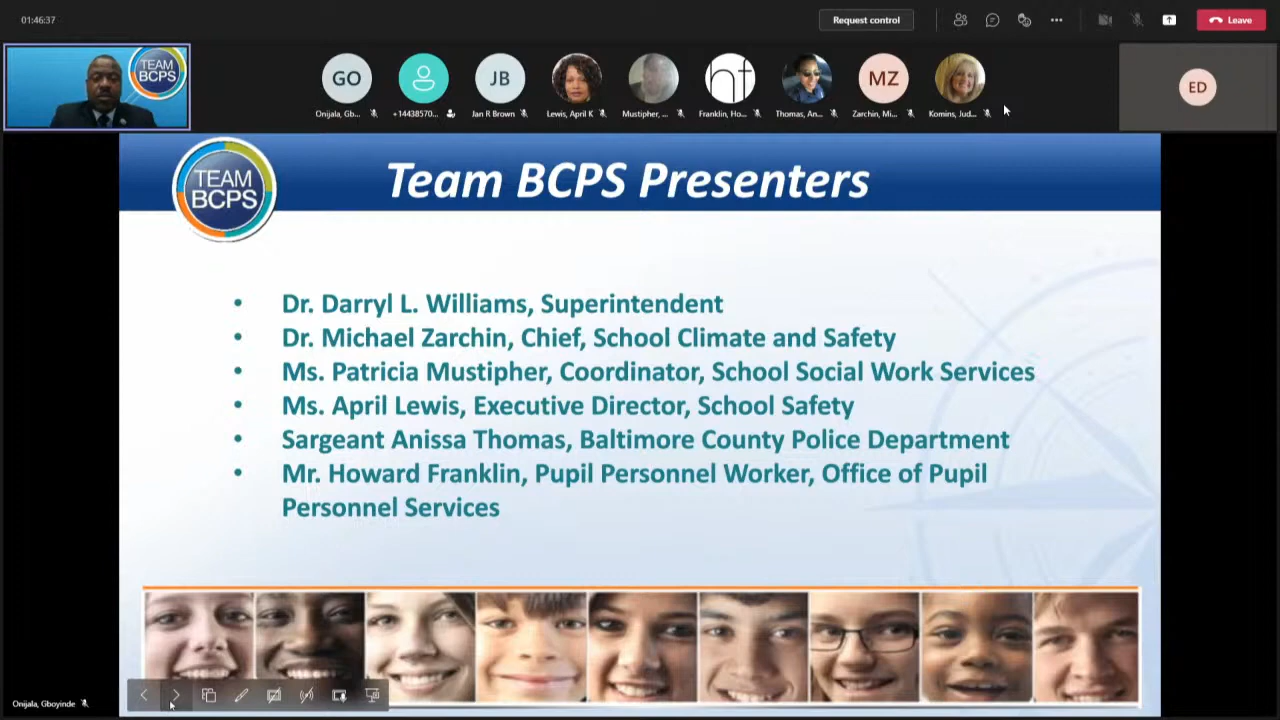 01:46:37
Request control
Leave
TEAM
BCPS
GO
JB
hf
MZ
ED
Onijala, Gb...
+14438570...
Jan R Brown
Lewis, April K
Mustipher, ...
Franklin, Ho...
Thomas, An...
Zarchin, Mi...
Komins, Jud...
TEAM
BCPS
Team BCPS Presenters
• Dr. Darryl L. Williams, Superintendent
• Dr. Michael Zarchin, Chief, School Climate and Safety
• Ms. Patricia Mustipher, Coordinator, School Social Work Services
• Ms. April Lewis, Executive Director, School Safety
• Sargeant Anissa Thomas, Baltimore County Police Department
• Mr. Howard Franklin, Pupil Personnel Worker, Office of Pupil
Personnel Services
Onijala, Gboyinde